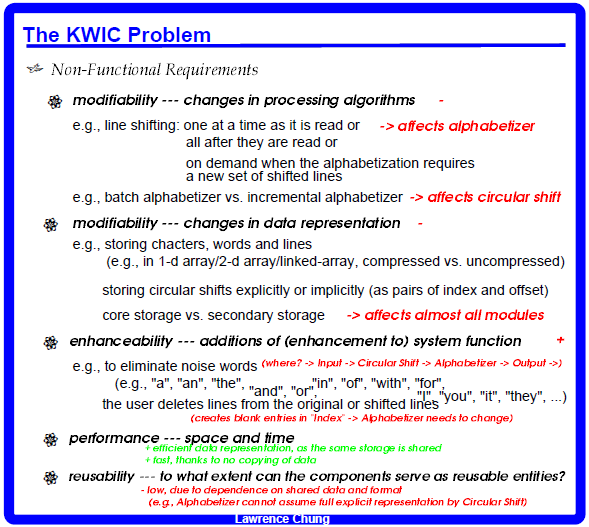 The KWIC Problem
Non-Functional Requirements
modifiability --- changes in processing algorithms -
e.g., line shifting: one at a time as it is read or -> affects alphabetizer
all after they are read or
on demand when the alphabetization requires
a new set of shifted lines
e.g., batch alphabetizer vs. incremental alphabetizer -> affects circular shift
modifiability --- changes in data representation -
e.g., storing chacters, words and lines
(e.g., in 1-d array/2-d array/linked-array, compressed vs. uncompressed)
storing circular shifts explicitly or implicitly (as pairs of index and offset)
core storage vs. secondary storage -> affects almost all modules
enhanceability --- additions of (enhancement to) system function +
e.g., to eliminate noise words (where? -> Input -> Circular Shift -> Alphabetizer -> Output ->)
(e.g., "a", "an", "the", "and", "or", "in", "of", "with", "for", "I", "you", "it", "they", ...)
the user deletes lines from the original or shifted lines
(creates blank entries in "Index" -> Alphabetizer needs to change)
performance --- space and time
+ efficient data representation, as the same storage is shared
+ fast, thanks to no copying of data
reusability --- to what extent can the components serve as reusable entities?
- low, due to dependence on shared data and format
(e.g., Alphabetizer cannot assume full explicit representation by Circular Shift)
Lawrence Chung